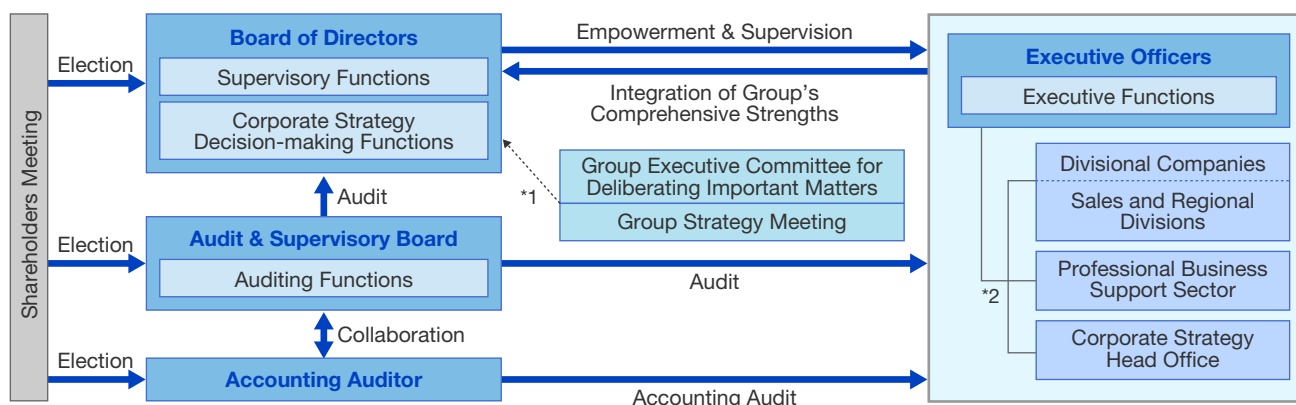 Shareholders Meeting
Election
Board of Directors
Supervisory Functions
Corporate Strategy
Decision-making Functions
Empowerment & Supervision
Integration of Group’s
Comprehensive Strengths
Executive Officers
Executive Functions
*1
Group Executive Committee for
Deliberating Important Matters
Group Strategy Meeting
Divisional Companies
Sales and Regional
Divisions
Audit
Election
Audit & Supervisory Board
Auditing Functions
Audit
*2
Professional Business
Support Sector
Collaboration
Corporate Strategy
Head Office
Election
Accounting Auditor
Accounting Audit